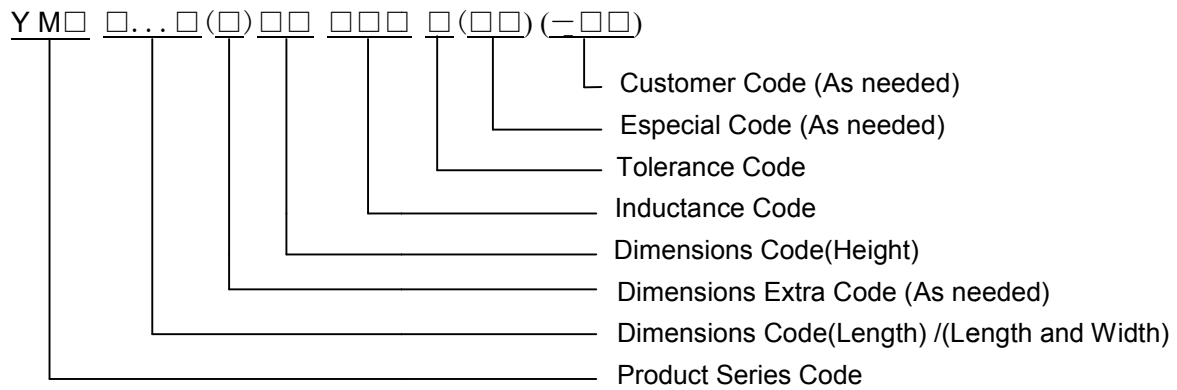 YM□ □...□(□)□□ □□□ □(□□)(-□□)
Customer Code (As needed)
Especial Code (As needed)
Tolerance Code
Inductance Code
Dimensions Code(Height)
Dimensions Extra Code (As needed)
Dimensions Code(Length) /(Length and Width)
Product Series Code